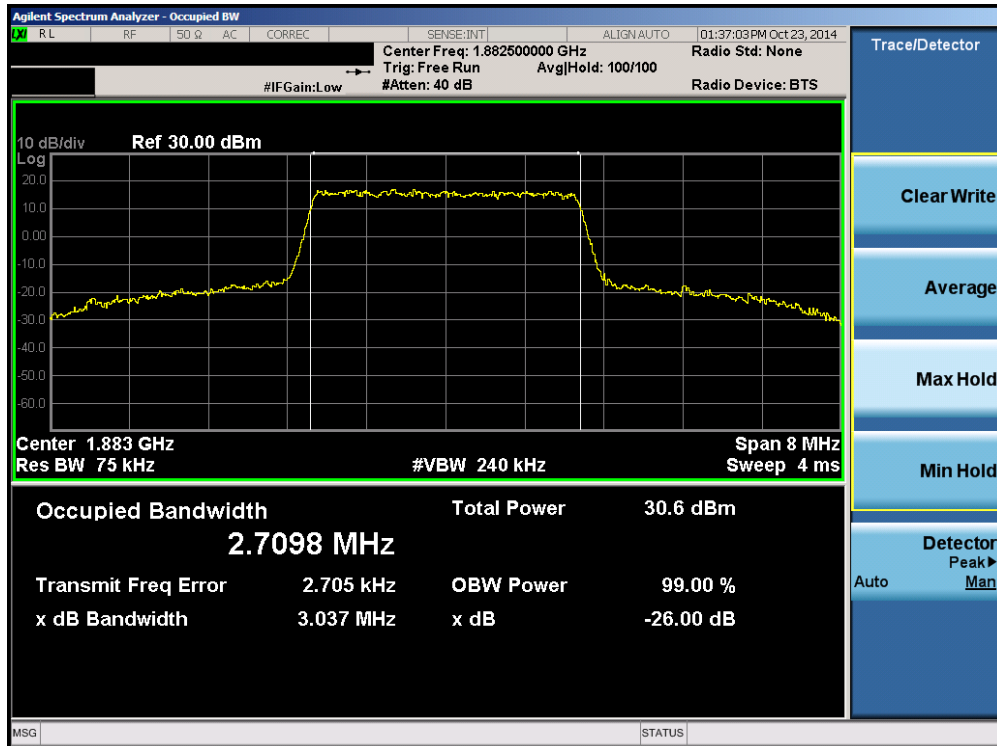 Agilent Spectrum Analyzer - Occupied BW
LXI RL RF 50 Ω AC CORREC SENSE:INT ALIGN AUTO 01:37:03 PM Oct 23, 2014
Center Freq: 1.882500000 GHz Radio Std: None
Trig: Free Run Avg|Hold: 100/100
#IFGain:Low #Atten: 40 dB Radio Device: BTS
10 dB/div Ref 30.00 dBm
Log
20.0
10.0
0.00
-10.0
-20.0
-30.0
-40.0
-50.0
-60.0
Center 1.883 GHz Span 8 MHz
Res BW 75 kHz #VBW 240 kHz Sweep 4 ms
Occupied Bandwidth Total Power 30.6 dBm
2.7098 MHz
Transmit Freq Error 2.705 kHz OBW Power 99.00 %
x dB Bandwidth 3.037 MHz x dB -26.00 dB
MSG STATUS
Trace/Detector
Clear Write
Average
Max Hold
Min Hold
Detector
Peak▶
Auto Man